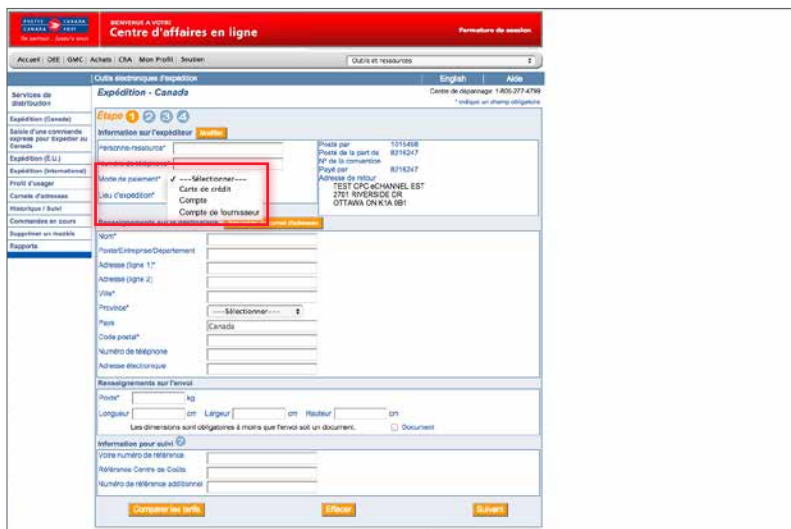 POSTES CANADA
CANADA POST
De partout... jusqu'à vous
BIENVENUE À VOTRE
Centre d'affaires en ligne
Fermeture de session
Accueil | OEE | GMC | Achats | CRA | Mon Profil | Soutien
Outils et ressources
Outils électroniques d'expédition
English
Aide
Services de distribution
Expédition (Canada)
Saisie d'une commande express pour Expédier au Canada
Expédition (É.U.)
Expédition (International)
Profil d'usager
Carnets d'adresses
Historique / Suivi
Commandes en cours
Supprimer un modèle
Rapports
Expédition - Canada
Centre de dépannage 1-800-277-4799
* indique un champ obligatoire
Étape 1 2 3 4
Information sur l'expéditeur Modifier
Personne-ressource*
Numéro de téléphone*
Mode de paiement*
✓ ---Sélectionner---
Carte de crédit
Compte
Compte de fournisseur
Lieu d'expédition*
Posté par 1015498
Posté de la part de 8216247
N° de la convention
Payé par 8216247
Adresse de retour
TEST CPC eCHANNEL EST
2701 RIVERSIDE CR
OTTAWA ON K1A 0B1
Nom*
Poste/Entreprise/Département
Adresse (ligne 1)*
Adresse (ligne 2)
Ville*
Province*
----Sélectionner----
Pays
Canada
Code postal*
Numéro de téléphone
Adresse électronique
Renseignements sur l'envoi
Poids* kg
Longueur cm Largeur cm Hauteur cm
Les dimensions sont obligatoires à moins que l'envoi soit un document.
Document
Information pour suivi ?
Votre numéro de référence
Référence Centre de Coûts
Numéro de référence additionnel
Comparer les tarifs
Effacer
Suivant